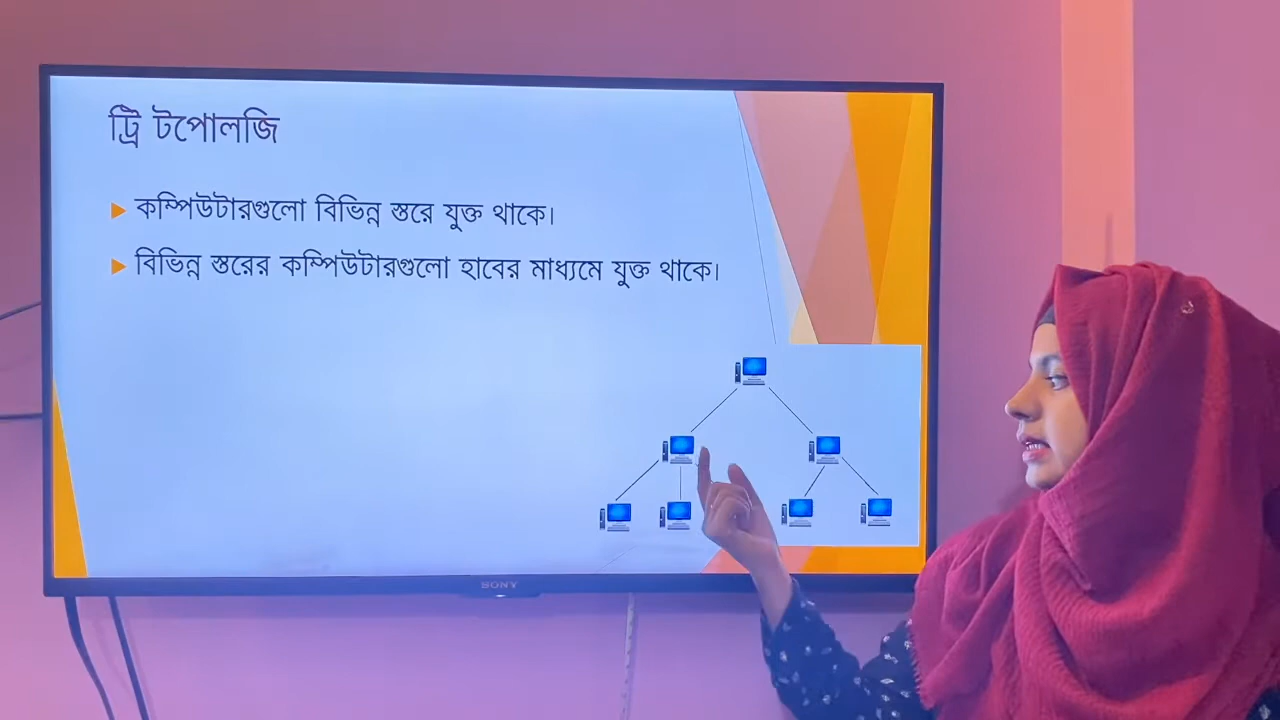 ট্রি টপোলজি
কম্পিউটারগুলো বিভিন্ন স্তরে যুক্ত থাকে।
বিভিন্ন স্তরের কম্পিউটারগুলো হাবের মাধ্যমে যুক্ত থাকে।
SONY